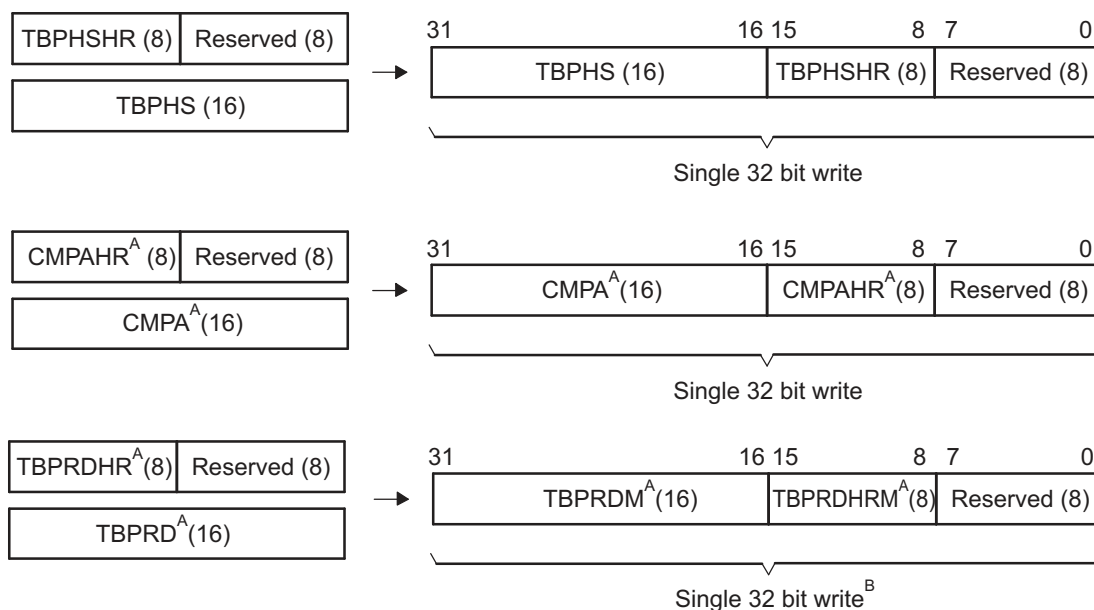 31 16 15 8 7 0
TBPHSHR (8) Reserved (8)
TBPHS (16) TBPHSHR (8) Reserved (8)
TBPHS (16)
Single 32 bit write
31 16 15 8 7 0
CMPAHR^A (8) Reserved (8)
CMPA^A(16) CMPAHR^A(8) Reserved (8)
CMPA^A(16)
Single 32 bit write
31 16 15 8 7 0
TBPRDHR^A(8) Reserved (8)
TBPRDM^A(16) TBPRDHRM^A(8) Reserved (8)
TBPRD^A(16)
Single 32 bit write^B